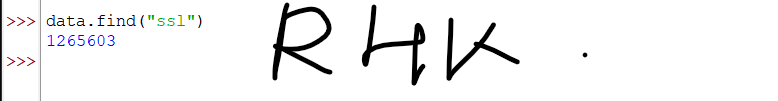 >>> data.find("ssl")
1265603
>>>
RHK.